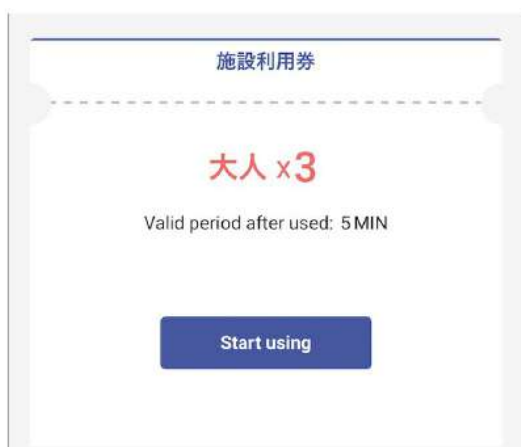 施設利用券
大人 x3
Valid period after used: 5 MIN
Start using